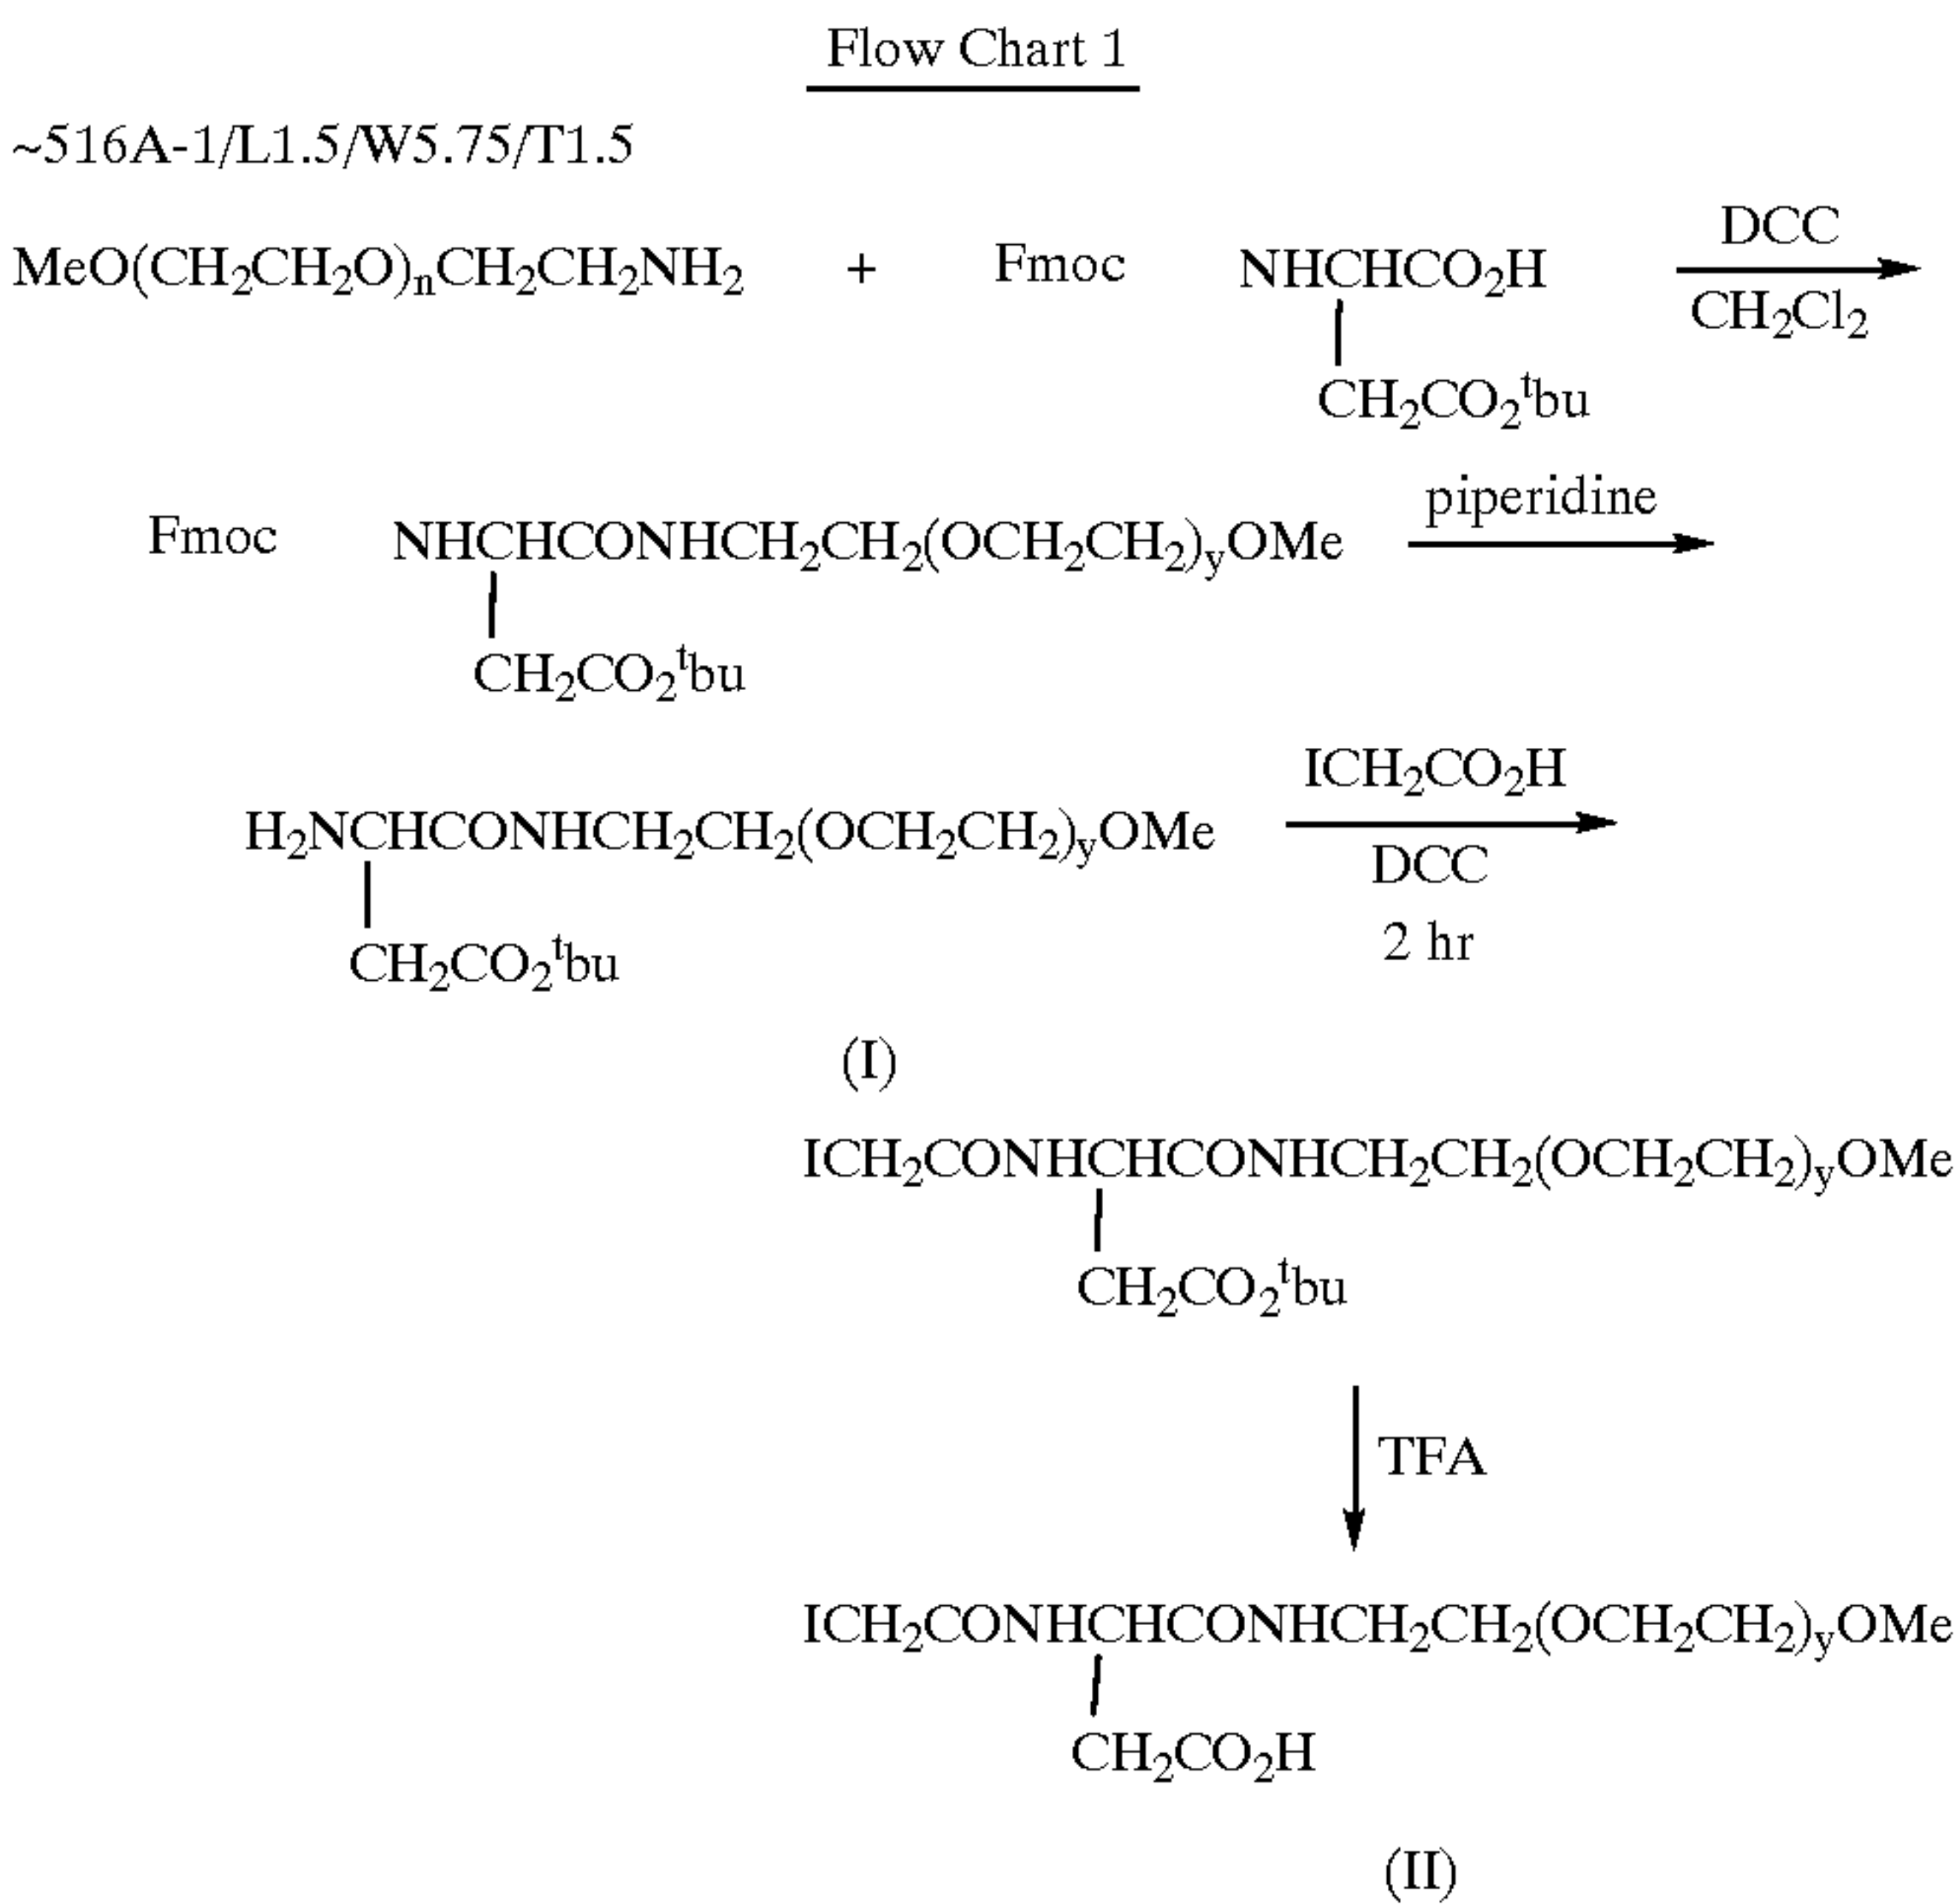 Flow Chart 1
~516A-1/L1.5/W5.75/T1.5
MeO(CH₂CH₂O)ₙCH₂CH₂NH₂ + Fmoc NHCHCO₂H DCC
CH₂Cl₂
CH₂CO₂ᵗbu
Fmoc NHCHCONHCH₂CH₂(OCH₂CH₂)yOMe piperidine
CH₂CO₂ᵗbu
H₂NCHCONHCH₂CH₂(OCH₂CH₂)yOMe ICH₂CO₂H
DCC
2 hr
CH₂CO₂ᵗbu
(I)
ICH₂CONHCHCONHCH₂CH₂(OCH₂CH₂)yOMe
CH₂CO₂ᵗbu
TFA
ICH₂CONHCHCONHCH₂CH₂(OCH₂CH₂)yOMe
CH₂CO₂H
(II)